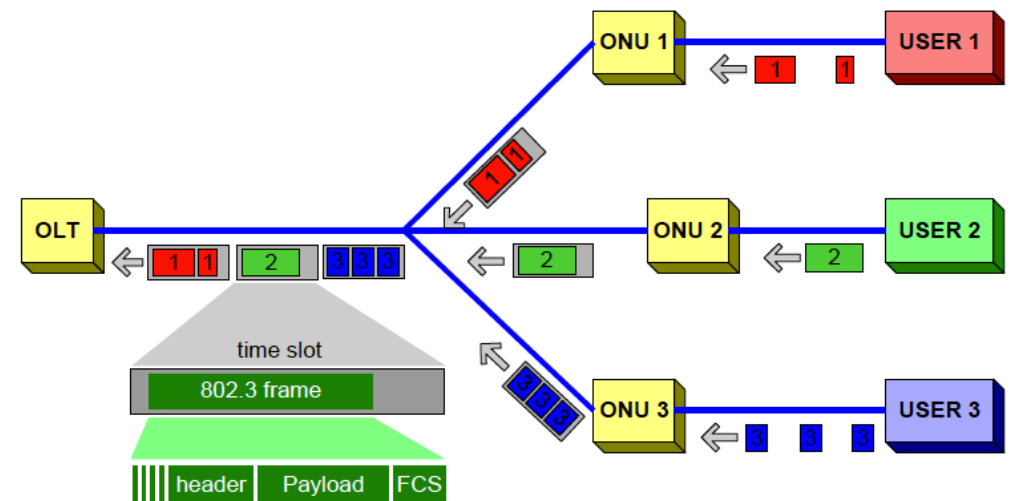 ONU 1
USER 1
1 1
1 1
OLT
ONU 2
USER 2
1 1 2 3 3 3
2
2
time slot
802.3 frame
3 3 3
ONU 3
USER 3
3 3 3
header Payload FCS